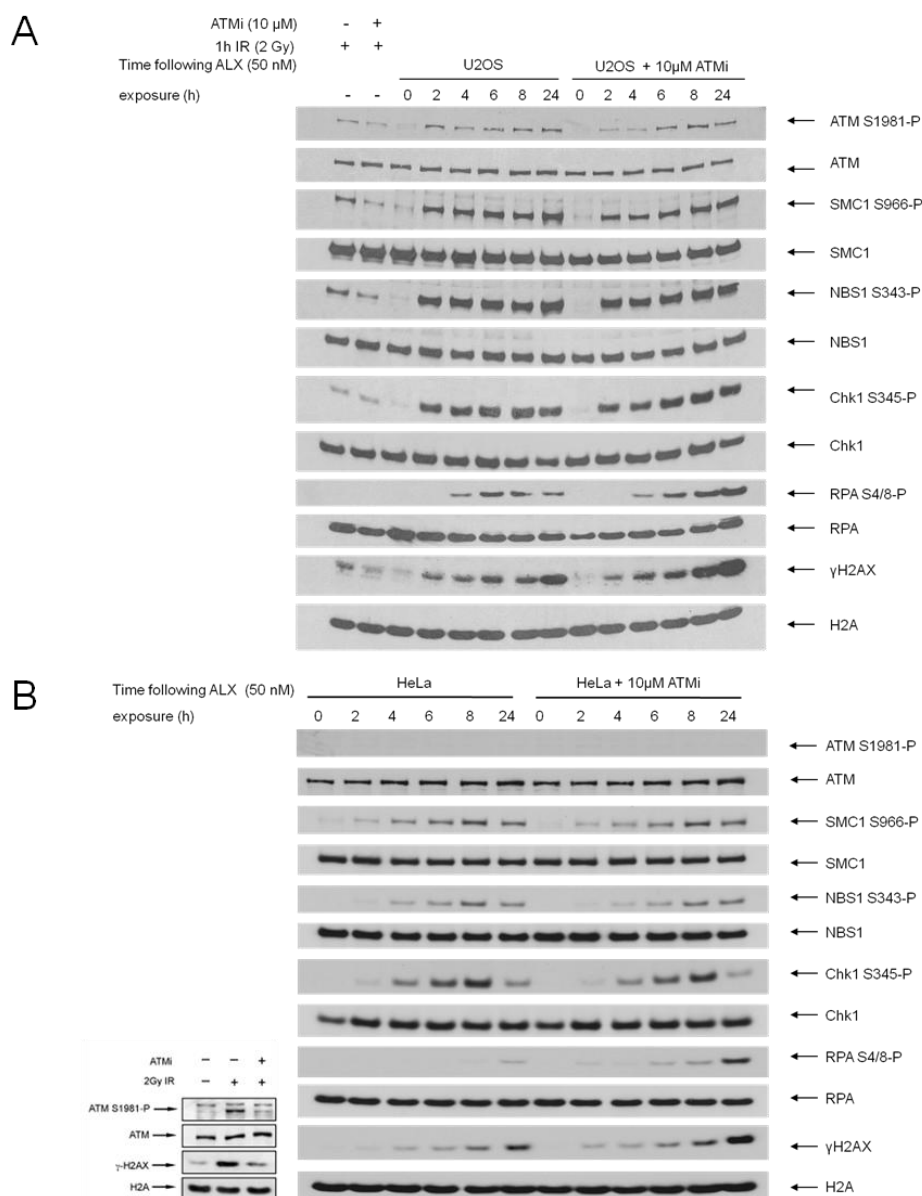 A
ATMi (10 µM) - +
1h IR (2 Gy) + +
Time following ALX (50 nM) U2OS U2OS + 10µM ATMi
exposure (h) - - 0 2 4 6 8 24 0 2 4 6 8 24
ATM S1981-P
ATM
SMC1 S966-P
SMC1
NBS1 S343-P
NBS1
Chk1 S345-P
Chk1
RPA S4/8-P
RPA
γH2AX
H2A
B
Time following ALX (50 nM) HeLa HeLa + 10µM ATMi
exposure (h) 0 2 4 6 8 24 0 2 4 6 8 24
ATM S1981-P
ATM
SMC1 S966-P
SMC1
NBS1 S343-P
NBS1
Chk1 S345-P
Chk1
RPA S4/8-P
RPA
γH2AX
H2A
ATMi - - +
2Gy IR - + +
ATM S1981-P
ATM
γ-H2AX
H2A